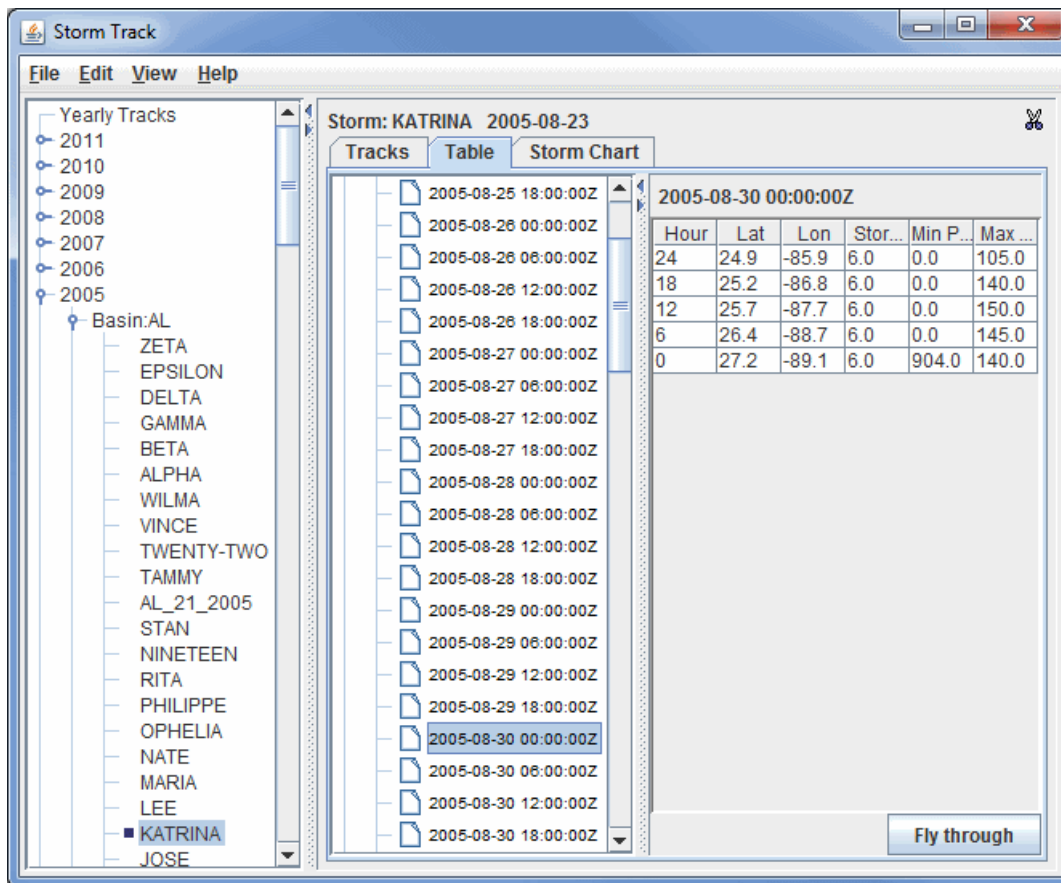 Storm Track
File Edit View Help
Yearly Tracks
2011
2010
2009
2008
2007
2006
2005
Basin:AL
ZETA
EPSILON
DELTA
GAMMA
BETA
ALPHA
WILMA
VINCE
TWENTY-TWO
TAMMY
AL_21_2005
STAN
NINETEEN
RITA
PHILIPPE
OPHELIA
NATE
MARIA
LEE
KATRINA
JOSE
Storm: KATRINA 2005-08-23
Tracks Table Storm Chart
2005-08-25 18:00:00Z
2005-08-26 00:00:00Z
2005-08-26 06:00:00Z
2005-08-26 12:00:00Z
2005-08-26 18:00:00Z
2005-08-27 00:00:00Z
2005-08-27 06:00:00Z
2005-08-27 12:00:00Z
2005-08-27 18:00:00Z
2005-08-28 00:00:00Z
2005-08-28 06:00:00Z
2005-08-28 12:00:00Z
2005-08-28 18:00:00Z
2005-08-29 00:00:00Z
2005-08-29 06:00:00Z
2005-08-29 12:00:00Z
2005-08-29 18:00:00Z
2005-08-30 00:00:00Z
2005-08-30 06:00:00Z
2005-08-30 12:00:00Z
2005-08-30 18:00:00Z
2005-08-30 00:00:00Z
Hour Lat Lon Stor... Min P... Max ...
24 24.9 -85.9 6.0 0.0 105.0
18 25.2 -86.8 6.0 0.0 140.0
12 25.7 -87.7 6.0 0.0 150.0
6 26.4 -88.7 6.0 0.0 145.0
0 27.2 -89.1 6.0 904.0 140.0
Fly through